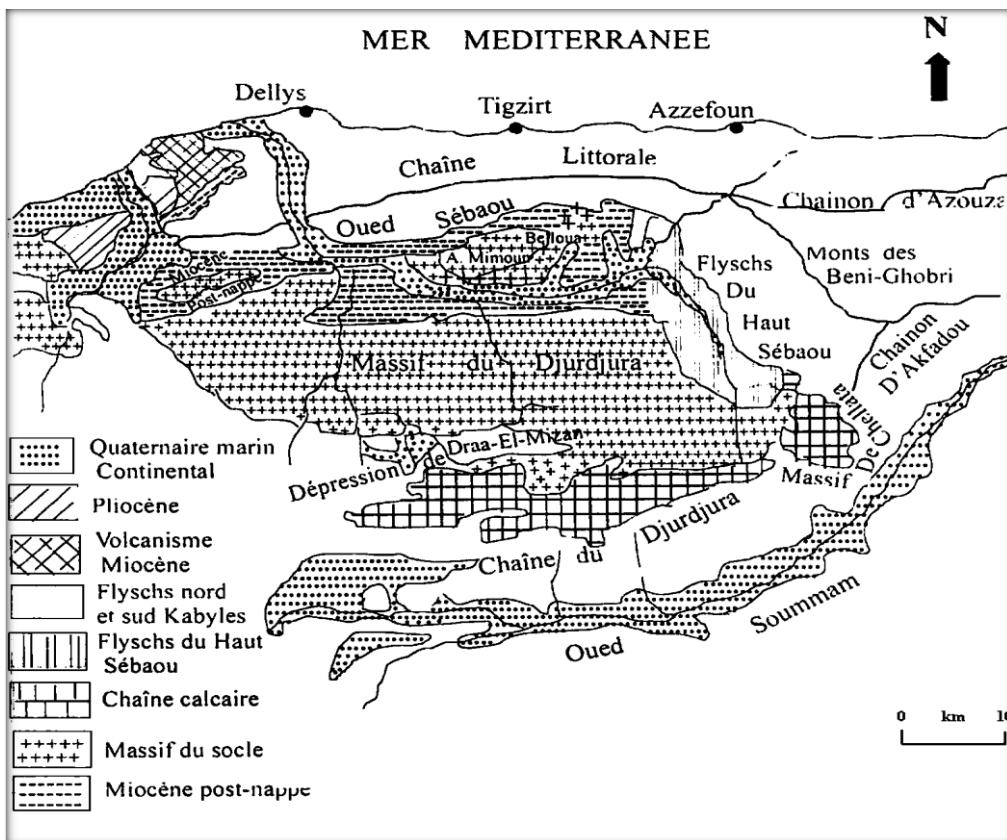 MER MEDITERRANEE
N
Dellys
Tigzirt
Azzefoun
Chaîne Littorale
Chainon d'Azouza
Oued Sébaou
Belloua
A. Mimoun
Miocène
Post-nappe
Monts des
Beni-Ghobri
Flyschs
Du
Haut
Sébaou
Chainon
D'Akfadou
Massif du Djurdjura
Dépression de Draa-El-Mizan
Massif De Chellata
Chaîne du Djurdjura
Oued Soummam
Quaternaire marin
Continental
Pliocène
Volcanisme
Miocène
Flyschs nord
et sud Kabyles
Flyschs du Haut
Sébaou
Chaîne calcaire
Massif du socle
Miocène post-nappe
0 km 10